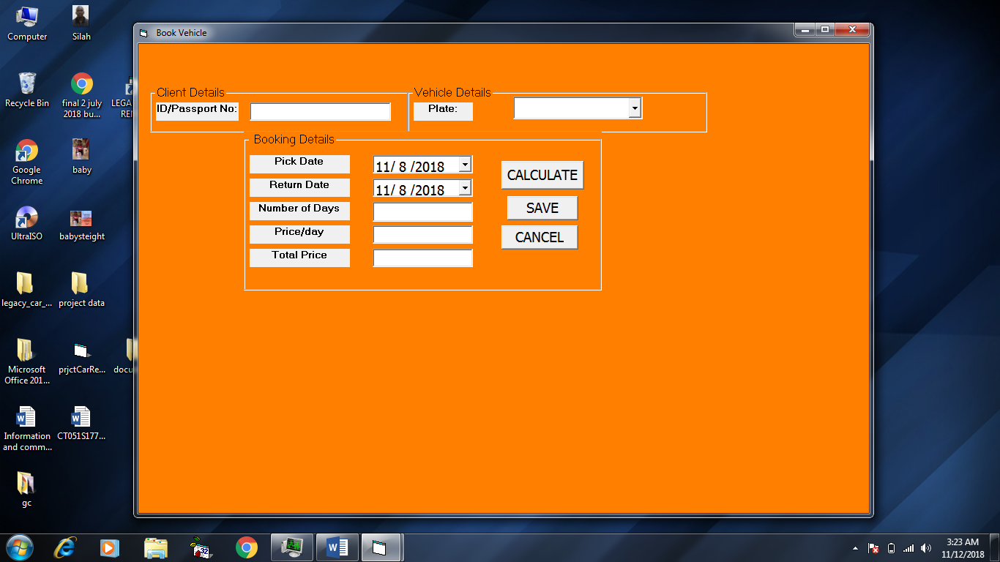 Computer
Silah
Recycle Bin
final 2 july
2018 bu...
LEGA
REN
Google
Chrome
baby
UltraISO
babysteight
legacy_car_...
project data
Microsoft
Office 201...
prjctCarRe...
docu
Information
and comm...
CT051S177...
gc
Book Vehicle
Client Details
ID/Passport No:
Vehicle Details
Plate:
Booking Details
Pick Date
11/ 8 /2018
Return Date
11/ 8 /2018
Number of Days
Price/day
Total Price
CALCULATE
SAVE
CANCEL
3:23 AM
11/12/2018